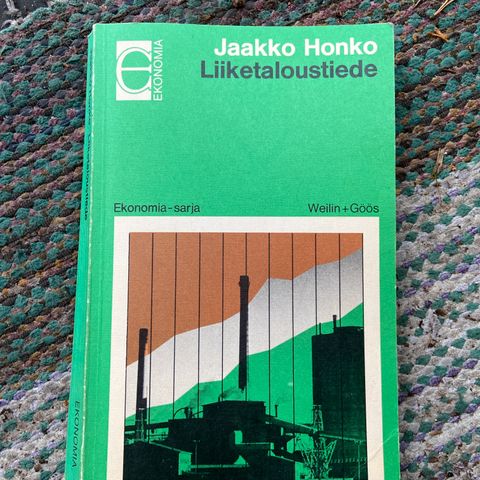 EKONOMIA
Jaakko Honko
Liiketaloustiede
Ekonomia-sarja
Weilin+Göös
EKONOMIA